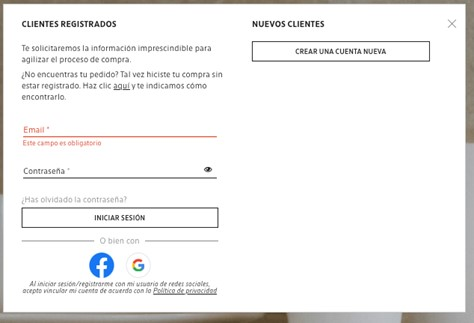 CLIENTES REGISTRADOS
Te solicitaremos la información imprescindible para
agilizar el proceso de compra.
¿No encuentras tu pedido? Tal vez hiciste tu compra sin
estar registrado. Haz clic aquí y te indicamos cómo
encontrarlo.
Email *
Este campo es obligatorio
Contraseña *
¿Has olvidado la contraseña?
INICIAR SESIÓN
O bien con
Al iniciar sesión/registrarme con mi usuario de redes sociales,
acepto vincular mi cuenta de acuerdo con la Política de privacidad
NUEVOS CLIENTES
CREAR UNA CUENTA NUEVA